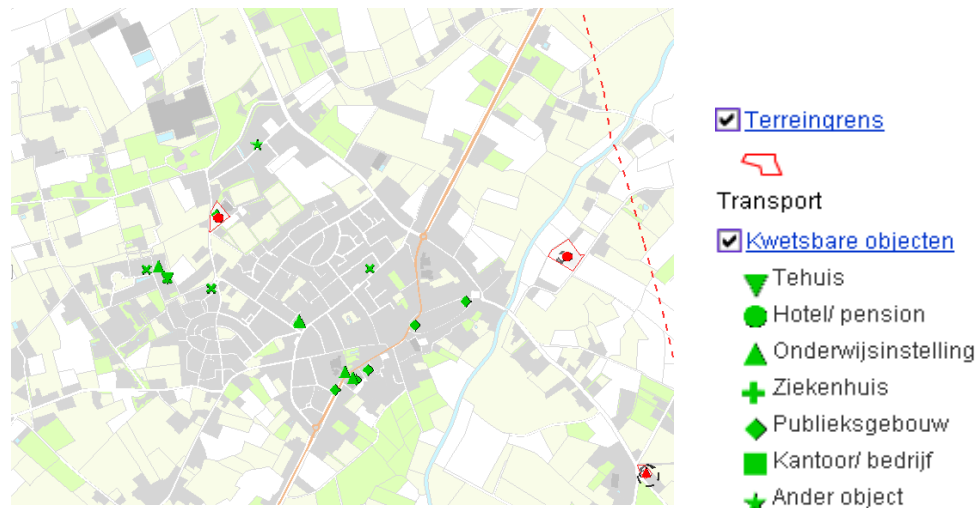 Terreingrens
Transport
Kwetsbare objecten
Tehuis
Hotel/ pension
Onderwijsinstelling
Ziekenhuis
Publieksgebouw
Kantoor/ bedrijf
Ander object